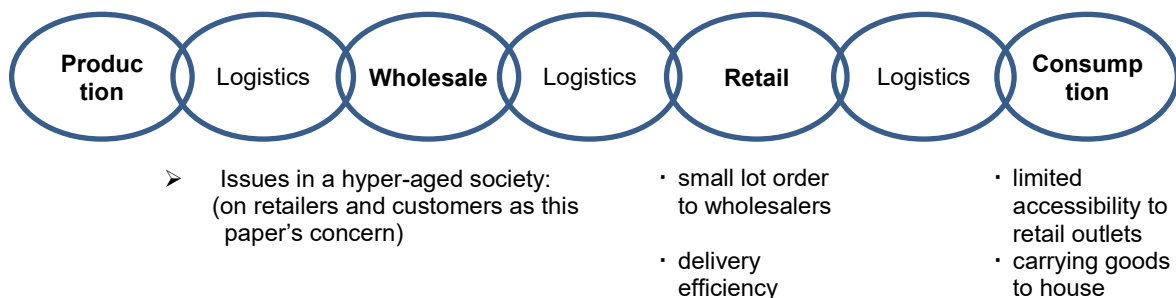 Produc
tion
Logistics
Wholesale
Logistics
Retail
Logistics
Consump
tion
➢ Issues in a hyper-aged society:
(on retailers and customers as this
paper's concern)
· small lot order
to wholesalers
· delivery
efficiency
· limited
accessibility to
retail outlets
· carrying goods
to house